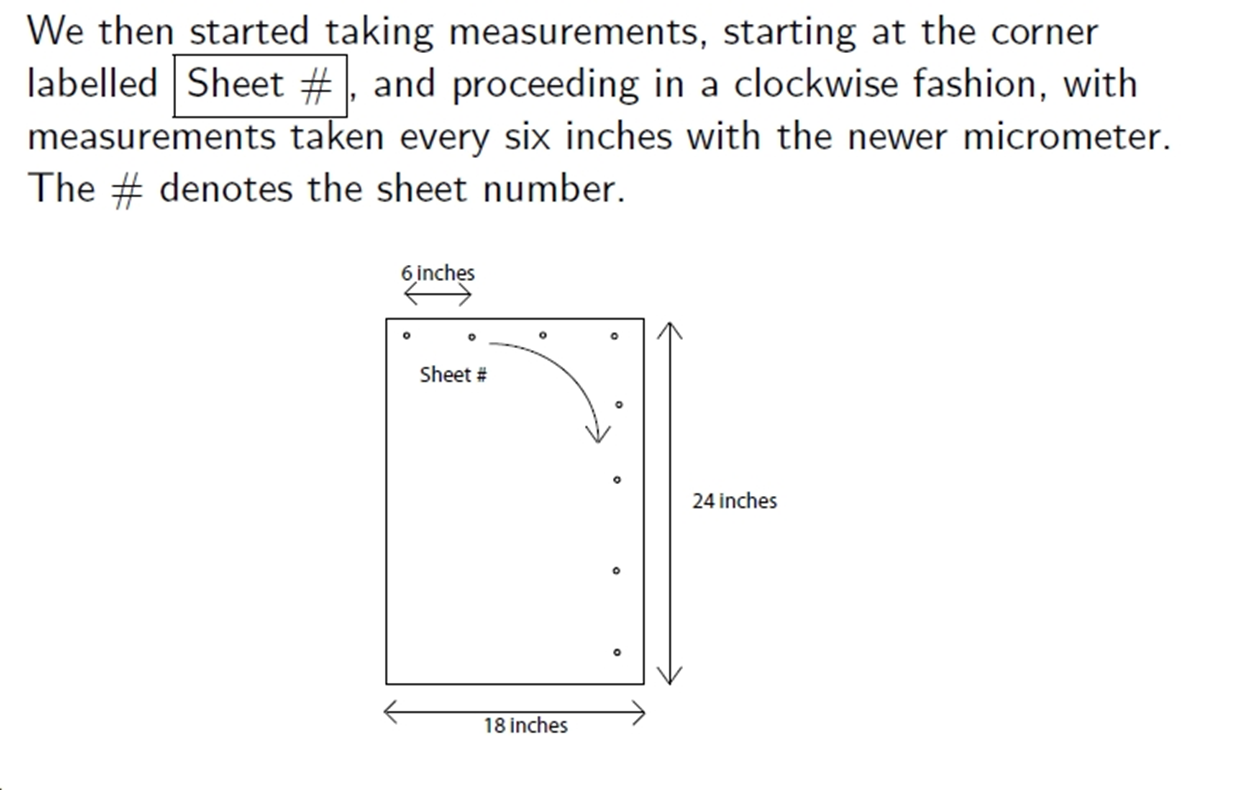 We then started taking measurements, starting at the corner
labelled Sheet #, and proceeding in a clockwise fashion, with
measurements taken every six inches with the newer micrometer.
The # denotes the sheet number.
6 inches
Sheet #
24 inches
18 inches